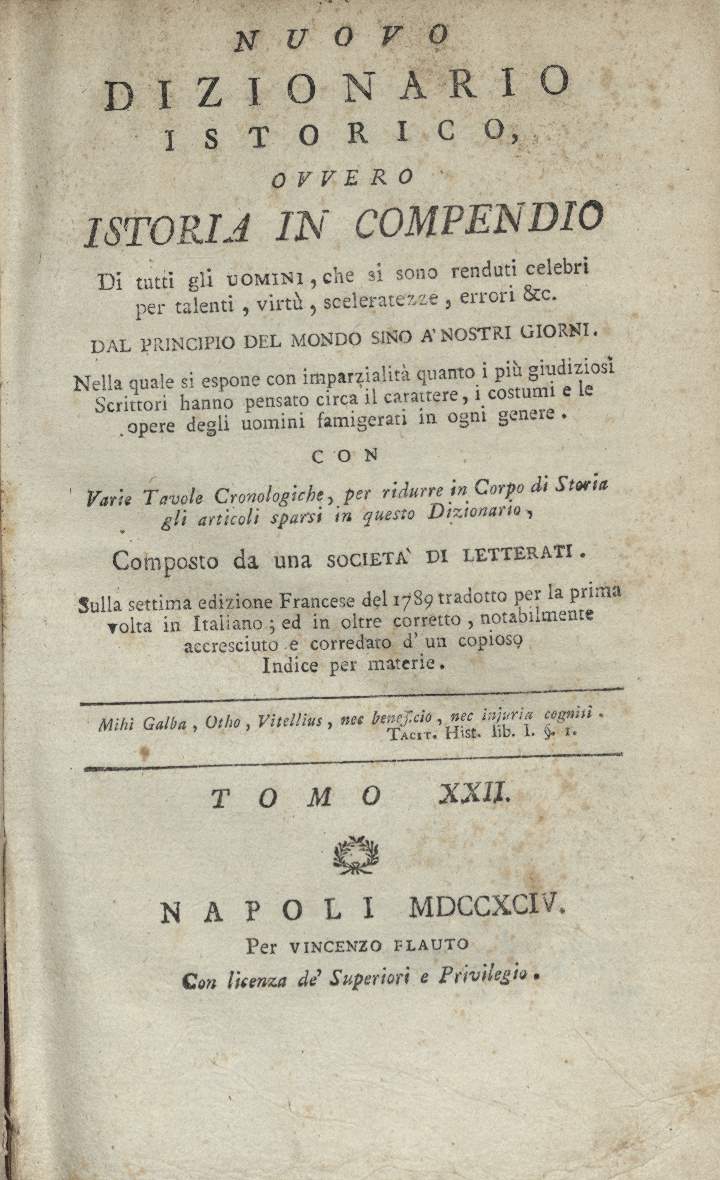 NUOVO
DIZIONARIO
ISTORICO,
OVVERO
ISTORIA IN COMPENDIO
Di tutti gli UOMINI, che si sono renduti celebri
per talenti, virtù, sceleratezze, errori &c.
DAL PRINCIPIO DEL MONDO SINO A' NOSTRI GIORNI.
Nella quale si espone con imparzialità quanto i più giudiziosi
Scrittori hanno pensato circa il carattere, i costumi e le
opere degli uomini famigerati in ogni genere.
CON
Varie Tavole Cronologiche, per ridurre in Corpo di Storia
gli articoli sparsi in questo Dizionario,
Composto da una SOCIETA' DI LETTERATI.
Sulla settima edizione Francese del 1789 tradotto per la prima
volta in Italiano; ed in oltre corretto, notabilmente
accresciuto e corredato d' un copioso
Indice per materie.
Mihi Galba, Otho, Vitellius, nec beneficio, nec injuria cogniti.
TACIT. Hist. lib. I. §. 1.
TOMO XXII.
NAPOLI MDCCXCIV.
Per VINCENZO FLAUTO
Con licenza de' Superiori e Privilegio.